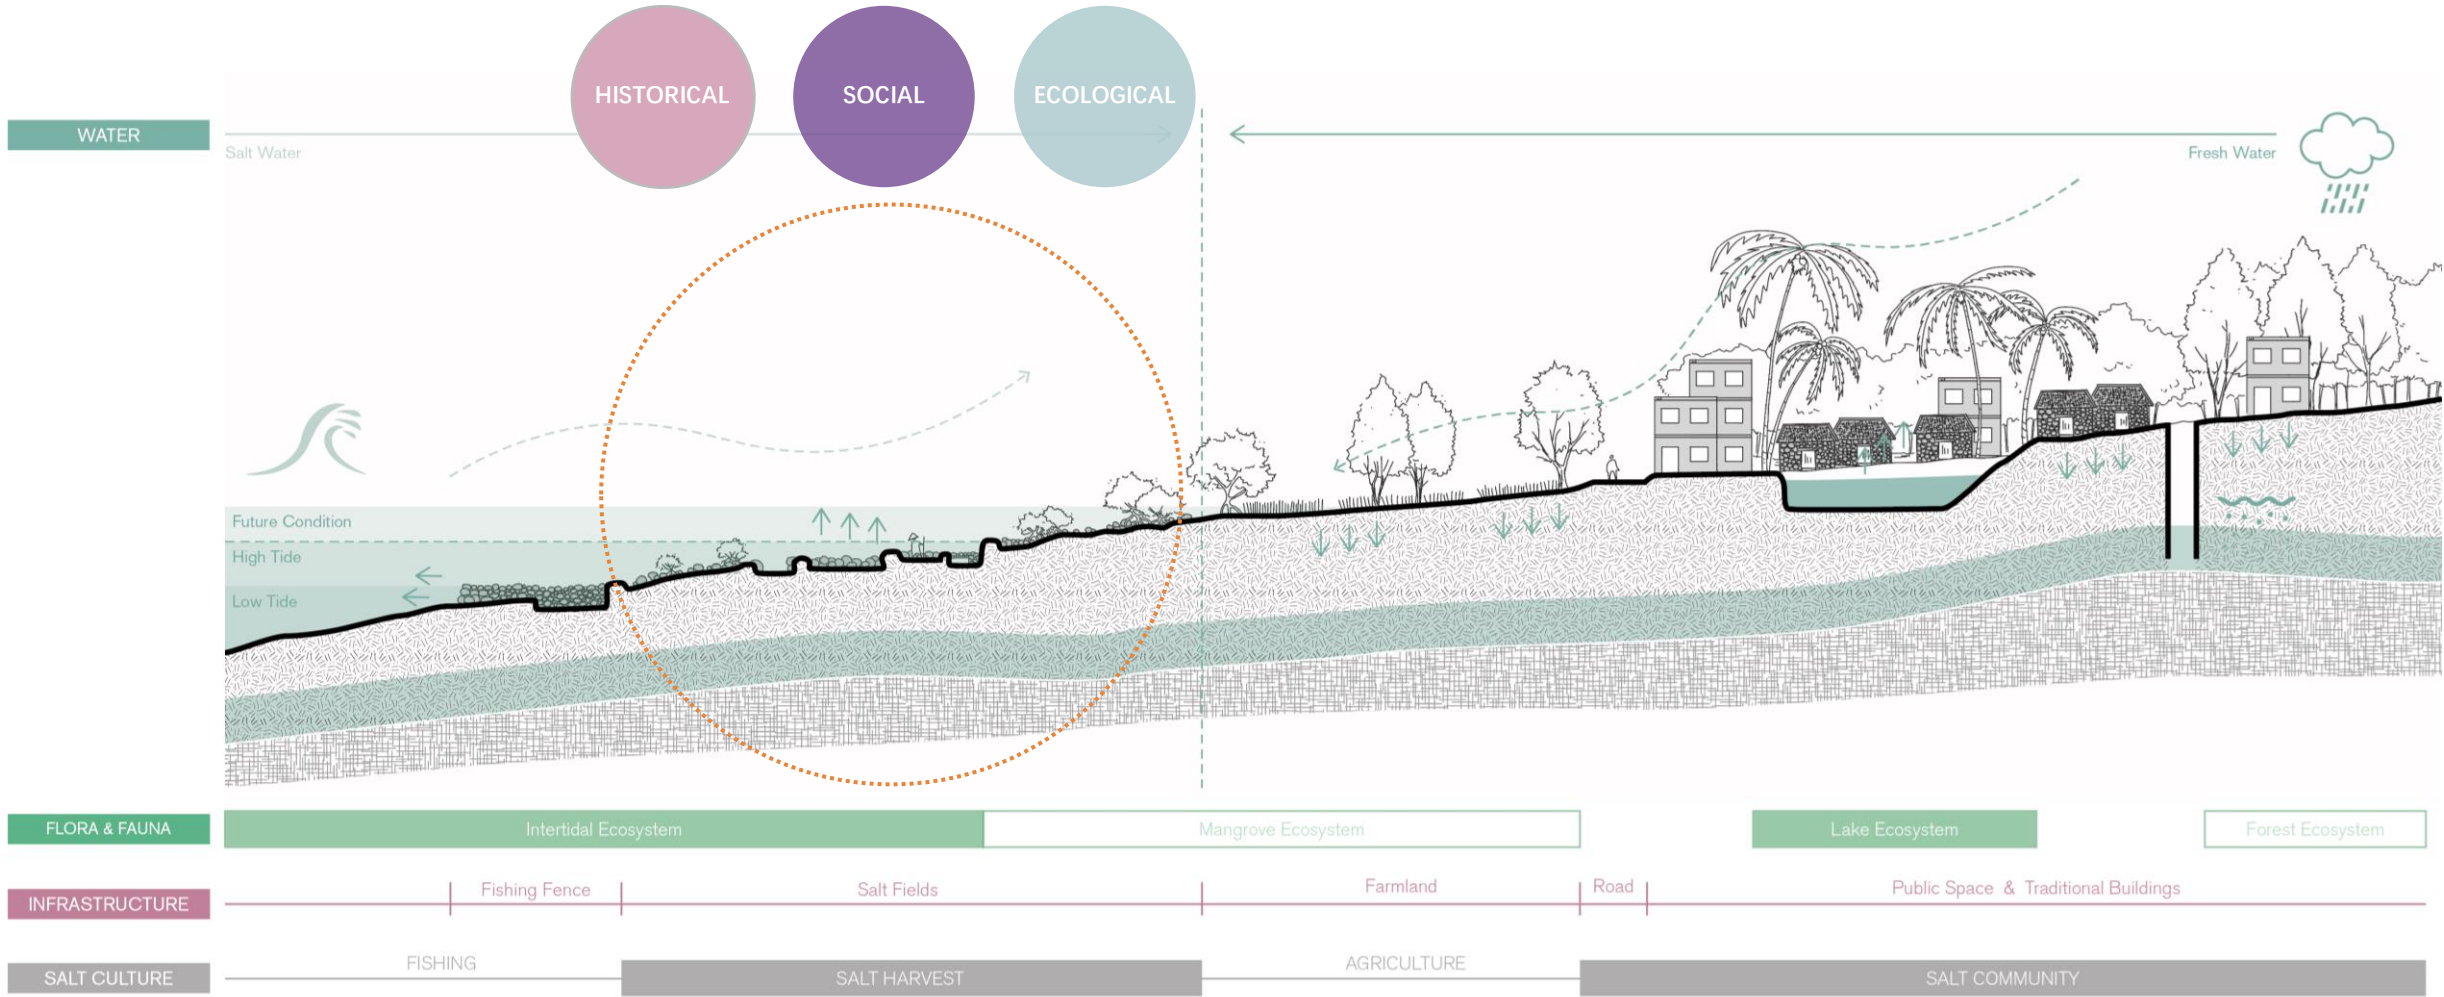 HISTORICAL
SOCIAL
ECOLOGICAL
WATER
Salt Water
Fresh Water
Future Condition
High Tide
Low Tide
FLORA & FAUNA
Intertidal Ecosystem
Mangrove Ecosystem
Lake Ecosystem
Forest Ecosystem
INFRASTRUCTURE
Fishing Fence
Salt Fields
Farmland
Road
Public Space & Traditional Buildings
SALT CULTURE
FISHING
SALT HARVEST
AGRICULTURE
SALT COMMUNITY